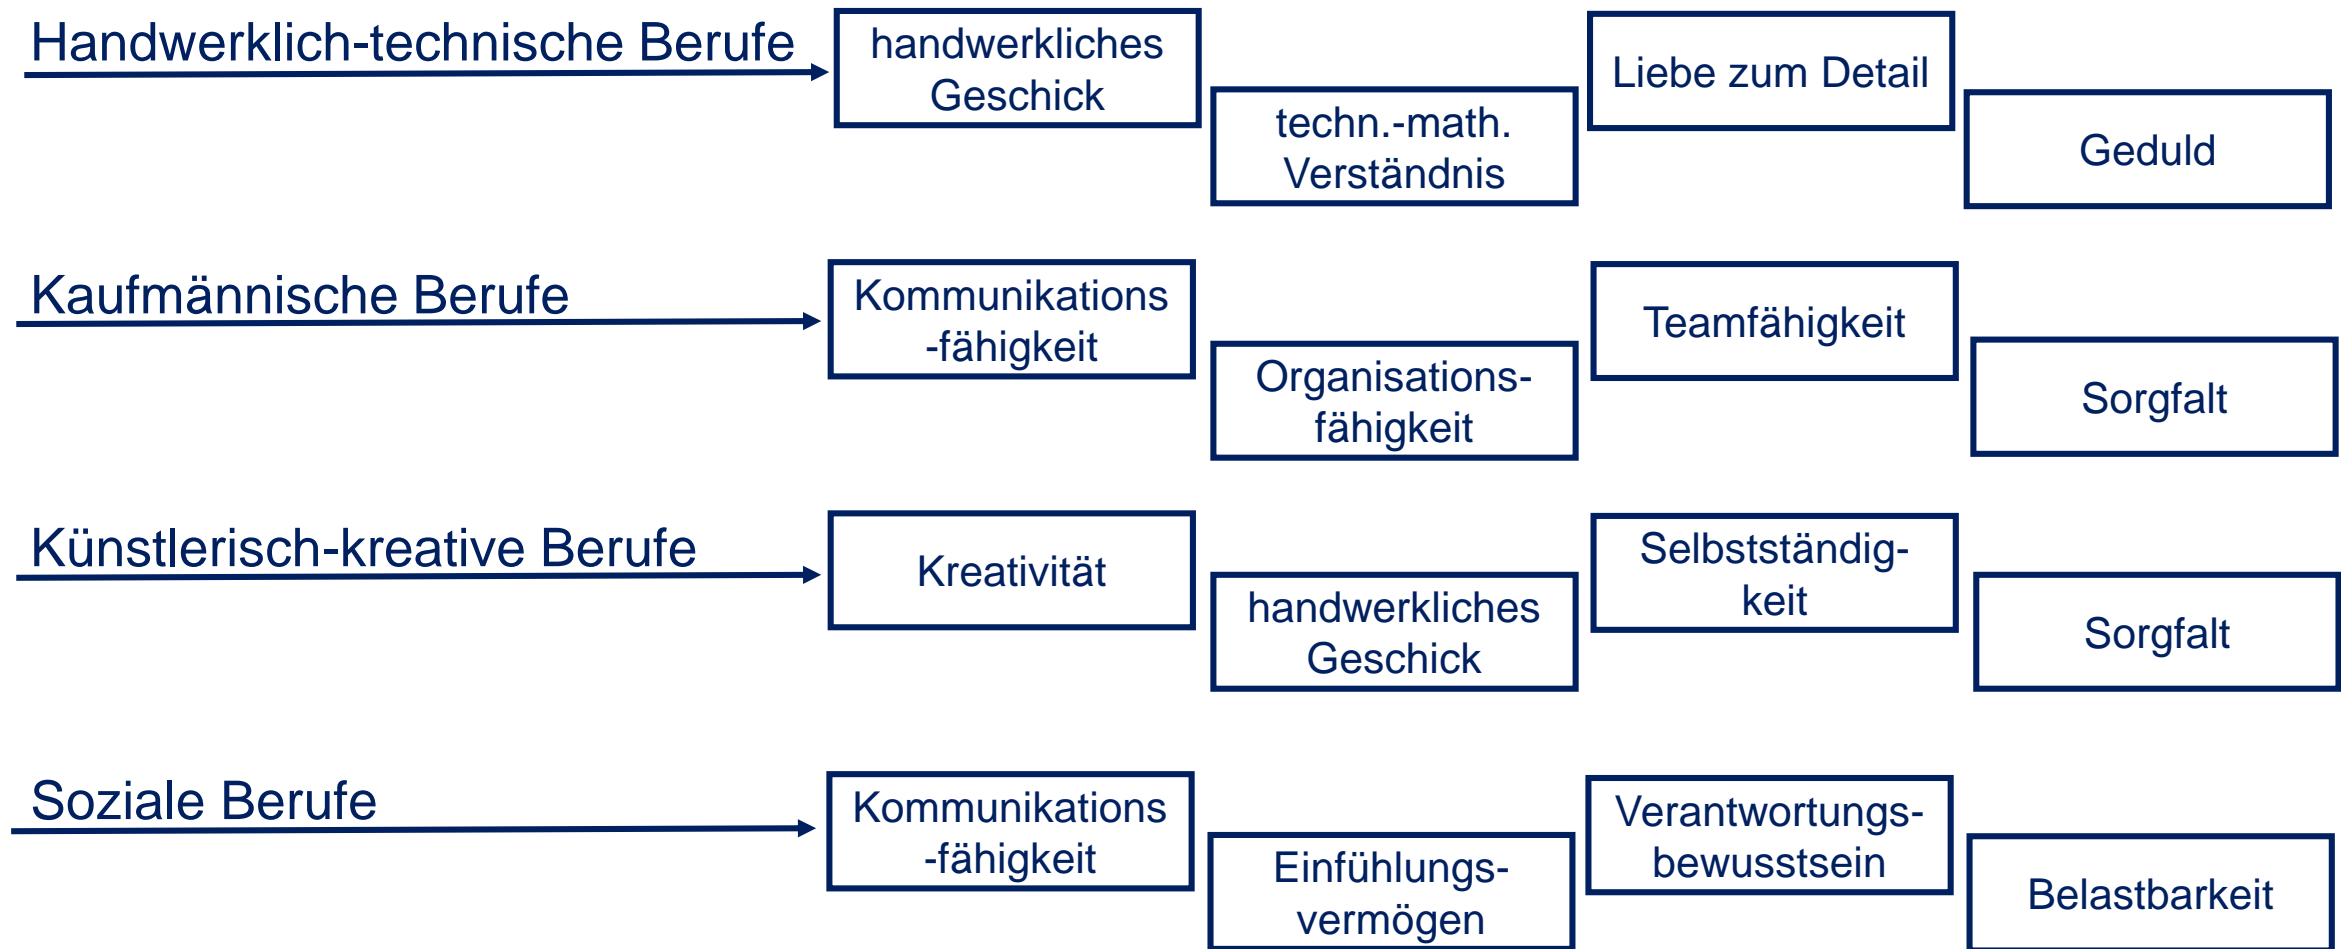 Handwerklich-technische Berufe
handwerkliches
Geschick
techn.-math.
Verständnis
Liebe zum Detail
Geduld
Kaufmännische Berufe
Kommunikations
-fähigkeit
Organisations-
fähigkeit
Teamfähigkeit
Sorgfalt
Künstlerisch-kreative Berufe
Kreativität
handwerkliches
Geschick
Selbstständig-
keit
Sorgfalt
Soziale Berufe
Kommunikations
-fähigkeit
Einfühlungs-
vermögen
Verantwortungs-
bewusstsein
Belastbarkeit